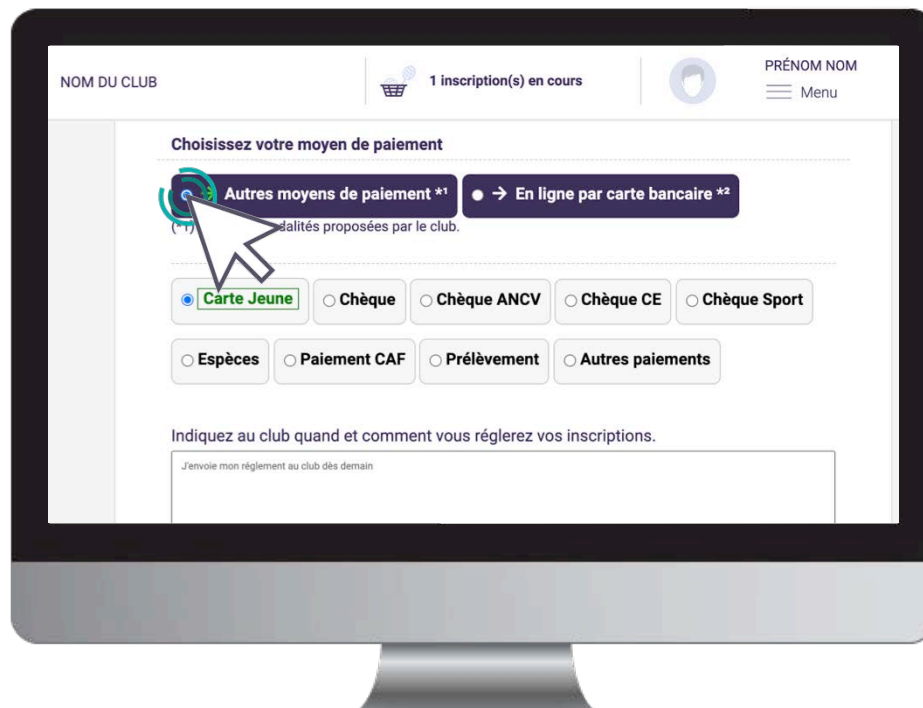 NOM DU CLUB
1 inscription(s) en cours
PRÉNOM NOM
Menu
Choisissez votre moyen de paiement
→ Autres moyens de paiement *¹
→ En ligne par carte bancaire *²
(*1) dalités proposées par le club.
Carte Jeune
Chèque
Chèque ANCV
Chèque CE
Chèque Sport
Espèces
Paiement CAF
Prélèvement
Autres paiements
Indiquez au club quand et comment vous réglerez vos inscriptions.
J'envoie mon réglement au club dès demain